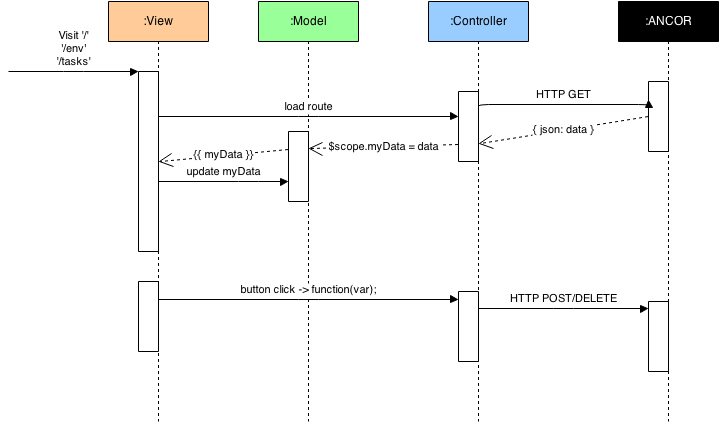 :View
:Model
:Controller
:ANCOR
Visit '/'
'/env'
'/tasks'
HTTP GET
load route
{ json: data }
$scope.myData = data
{{ myData }}
update myData
button click -> function(var);
HTTP POST/DELETE